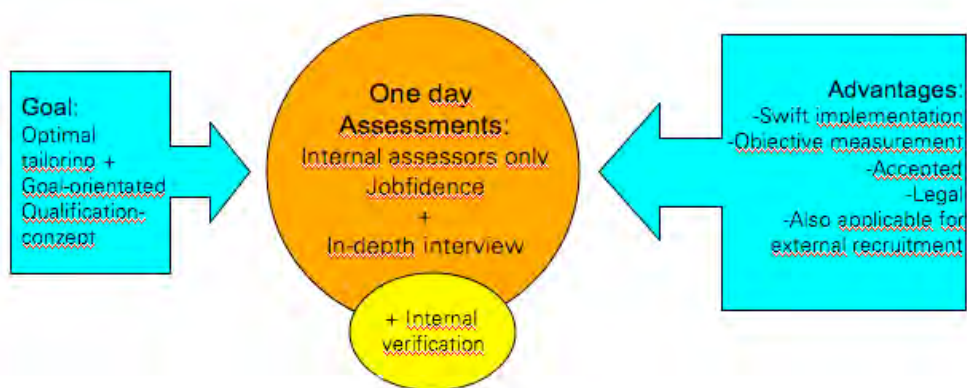 Goal:
Optimal
tailoring +
Goal-orientated
Qualification-
conzept
One day
Assessments:
Internal assessors only
Jobfidence
+
In-depth interview
+ Internal
verification
Advantages:
-Swift implementation
-Objective measurement
-Accepted
-Legal
-Also applicable for
external recruitment